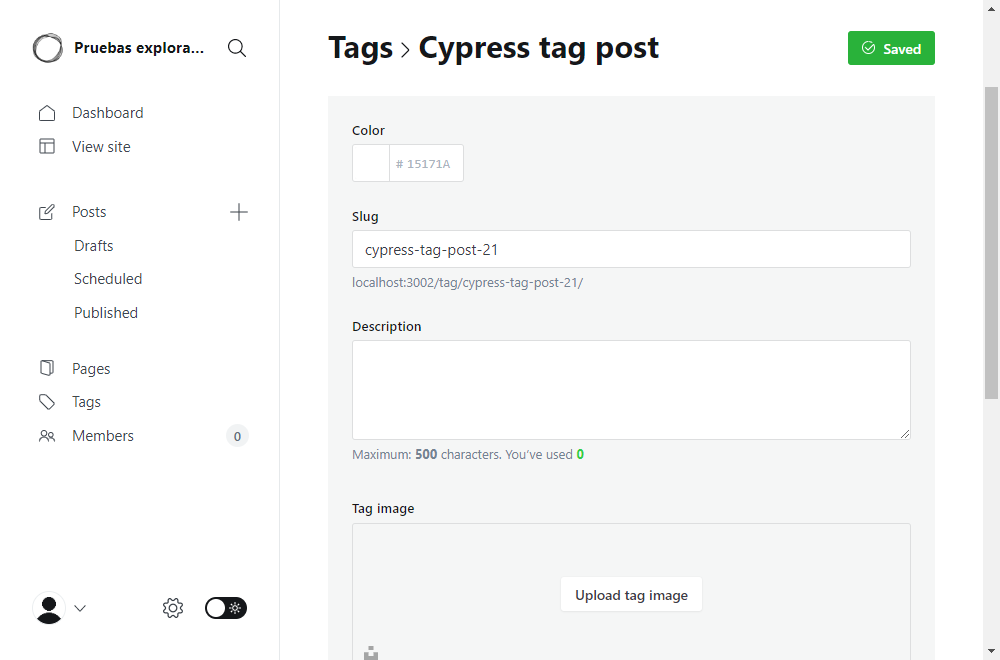 Pruebas explora...
Dashboard
View site
Posts
Drafts
Scheduled
Published
Pages
Tags
Members
0
Tags > Cypress tag post
Saved
Color
# 15171A
Slug
cypress-tag-post-21
localhost:3002/tag/cypress-tag-post-21/
Description
Maximum: 500 characters. You’ve used 0
Tag image
Upload tag image